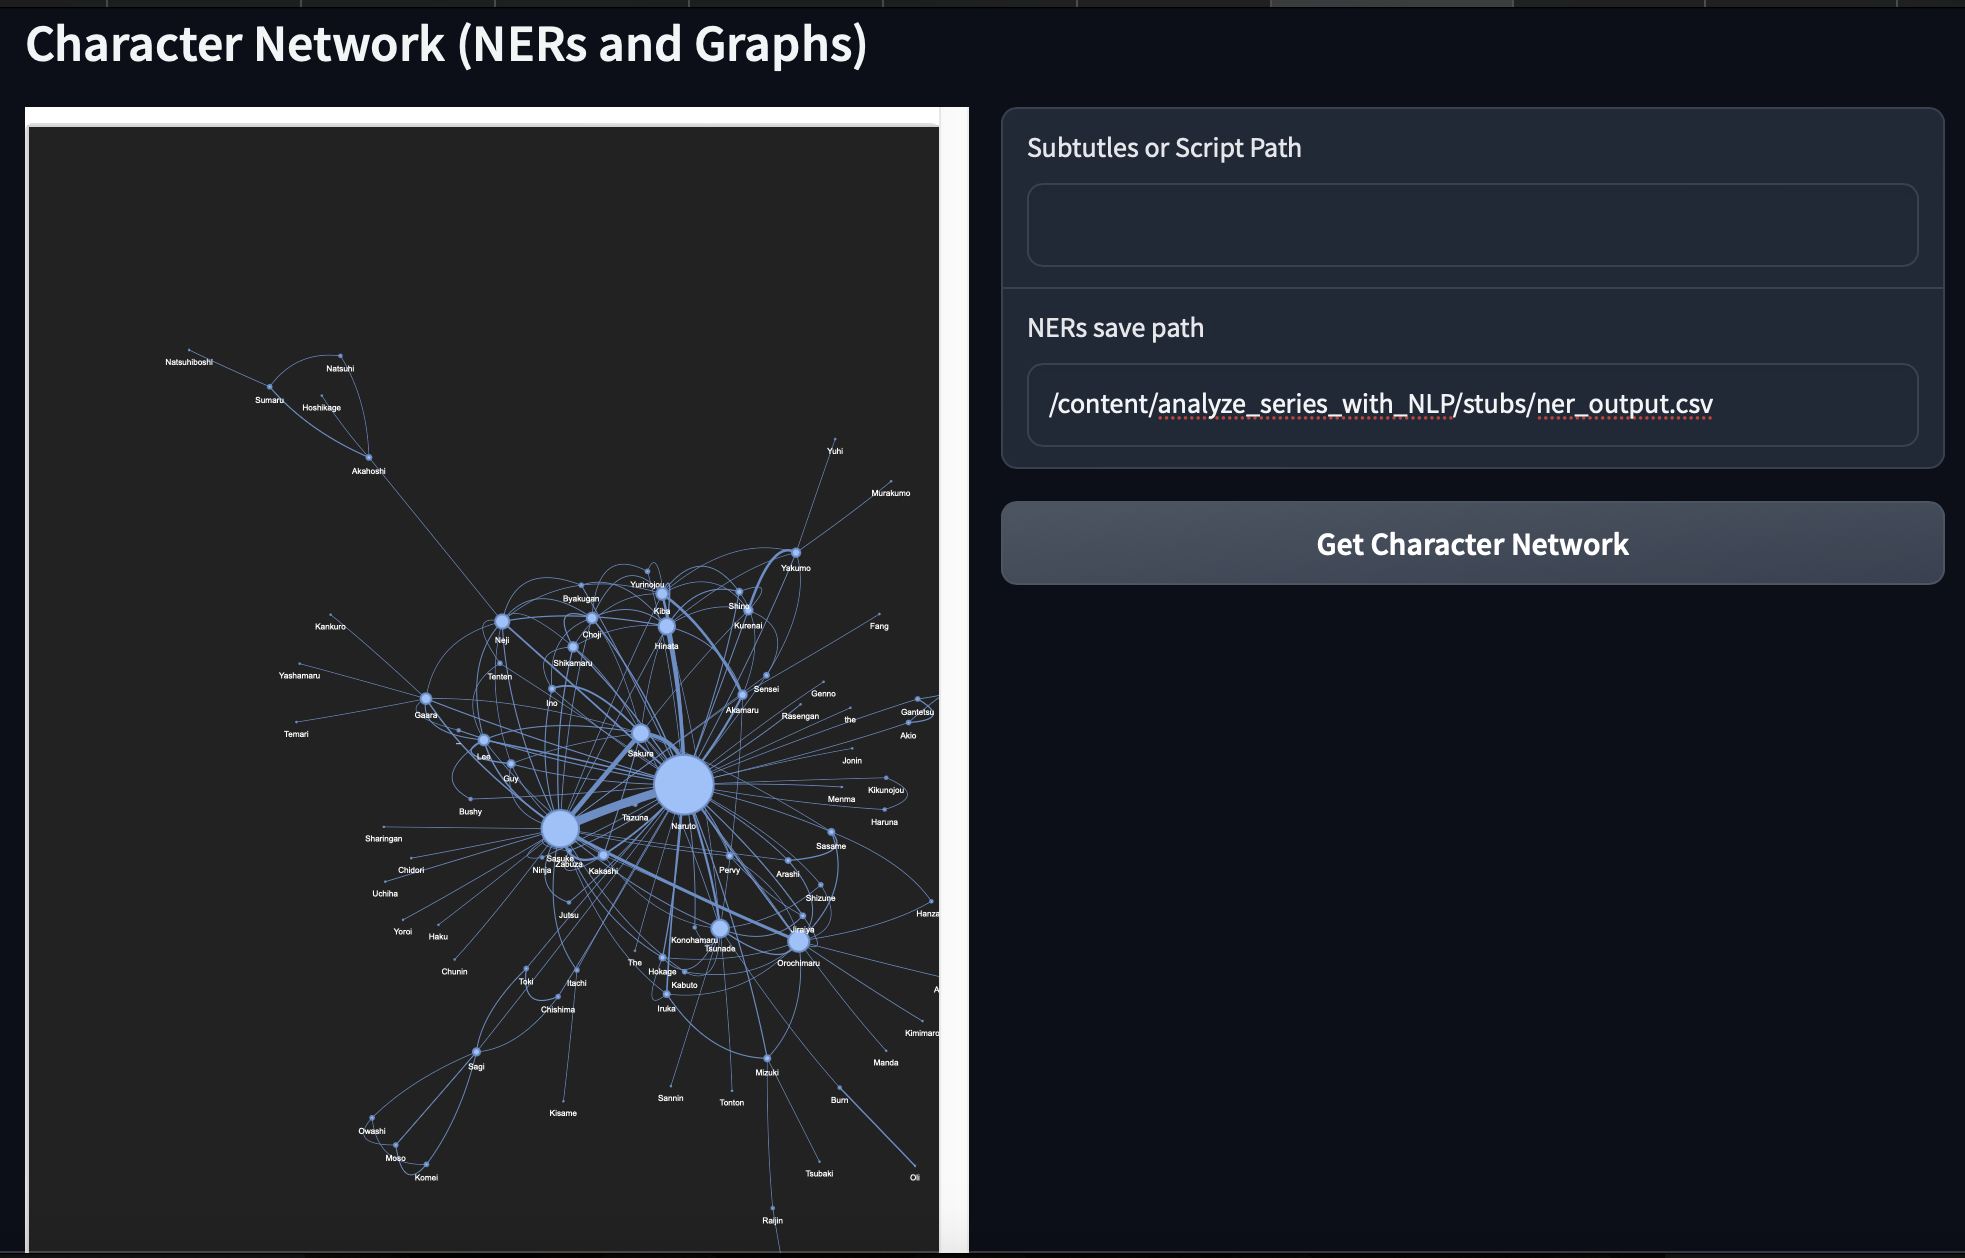 Character Network (NERs and Graphs)
Subtutles or Script Path
NERs save path
/content/analyze_series_with_NLP/stubs/ner_output.csv
Get Character Network
Natsuhiboshi
Natsuhi
Sumaru
Hoshikage
Akahoshi
Yuhi
Murakumo
Yakumo
Yurinojou
Byakugan
Kiba
Shino
Kurenai
Kankuro
Neji
Choji
Hinata
Fang
Shikamaru
Yashamaru
Tenten
Sensei
Genno
Ino
Akamaru
Gaara
Rasengan
the
Gantetsu
Temari
Akio
Lee
Sakura
Jonin
Guy
Kikunojou
Menma
Bushy
Tazuna
Naruto
Haruna
Sharingan
Sasame
Sasuke
Zabuza
Chidori
Ninja
Kakashi
Pervy
Arashi
Uchiha
Shizune
Jutsu
Hanza
Yoroi
Haku
Jiraiya
Konohamaru
Tsunade
The
Orochimaru
Chunin
Hokage
Toki
Itachi
Kabuto
A
Chishima
Iruka
Kimimaro
Manda
Sagi
Mizuki
Sannin
Tonton
Bum
Kisame
Owashi
Moso
Komei
Tsubaki
Oli
Raijin